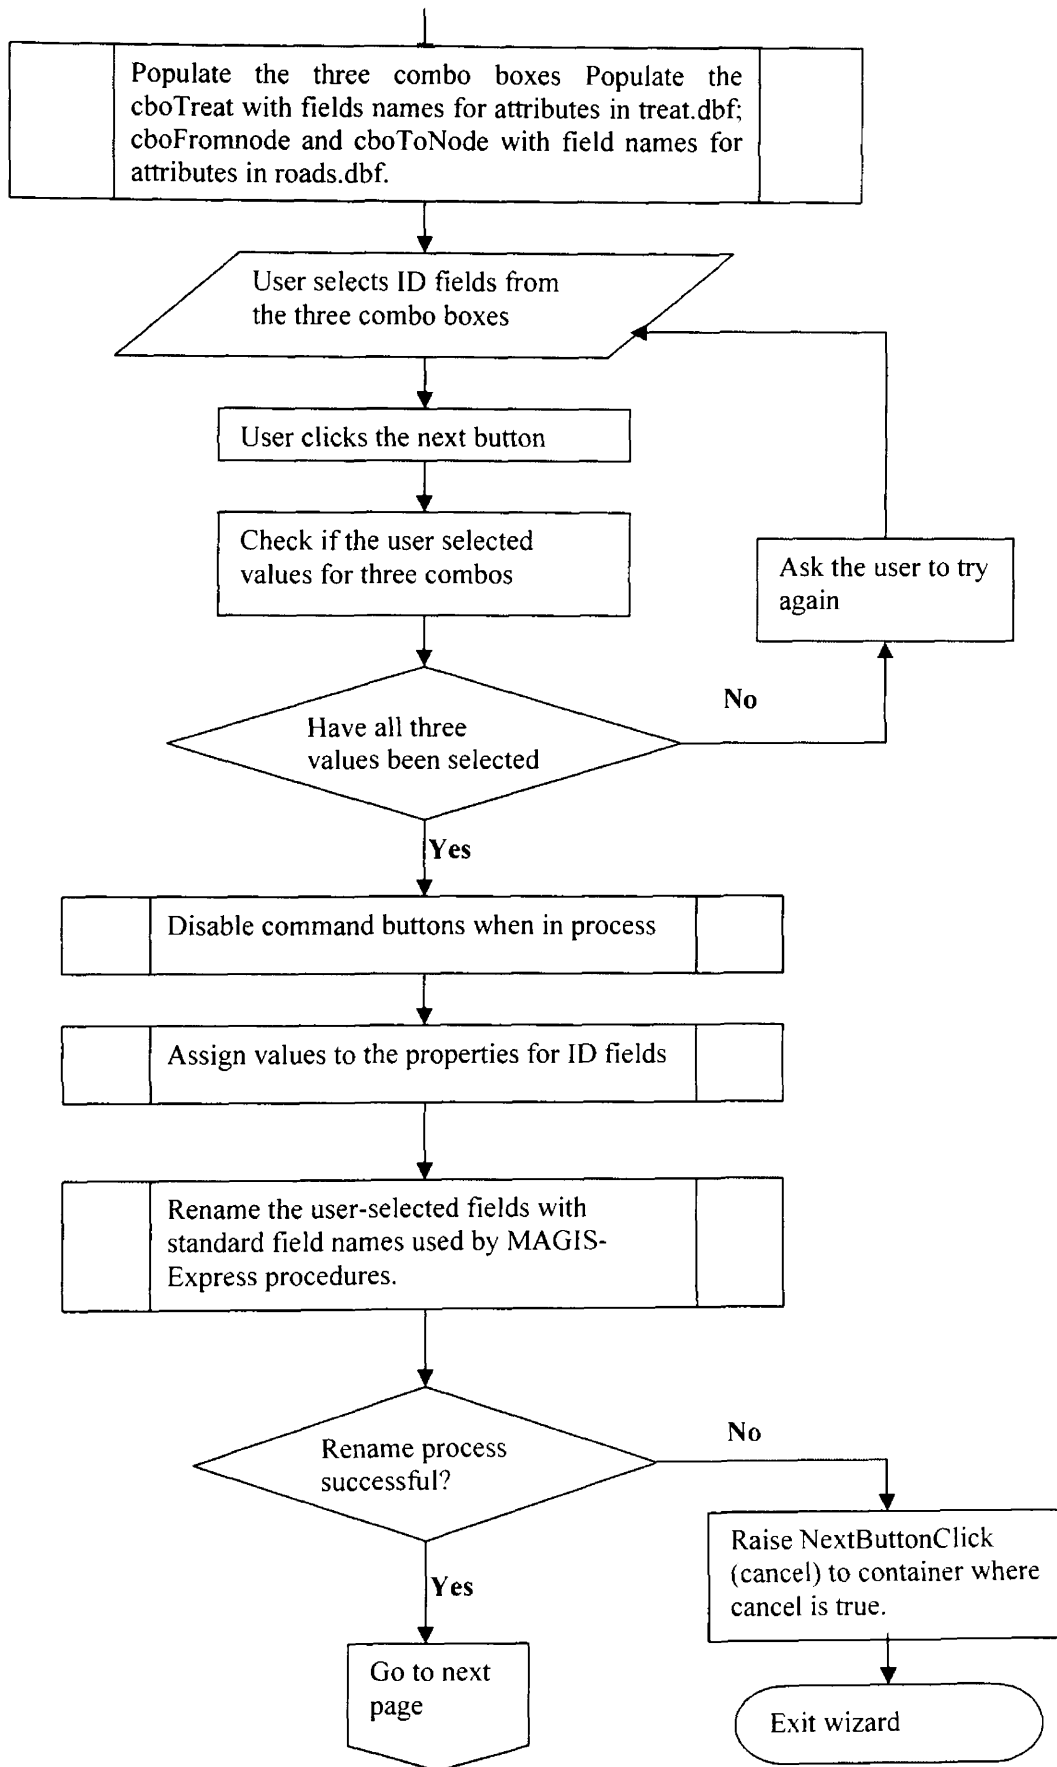 Populate the three combo boxes Populate the
cboTreat with fields names for attributes in treat.dbf;
cboFromnode and cboToNode with field names for
attributes in roads.dbf.
User selects ID fields from
the three combo boxes
User clicks the next button
Check if the user selected
values for three combos
Ask the user to try
again
No
Have all three
values been selected
Yes
Disable command buttons when in process
Assign values to the properties for ID fields
Rename the user-selected fields with
standard field names used by MAGIS-
Express procedures.
No
Rename process
successful?
Raise NextButtonClick
(cancel) to container where
cancel is true.
Yes
Go to next
page
Exit wizard